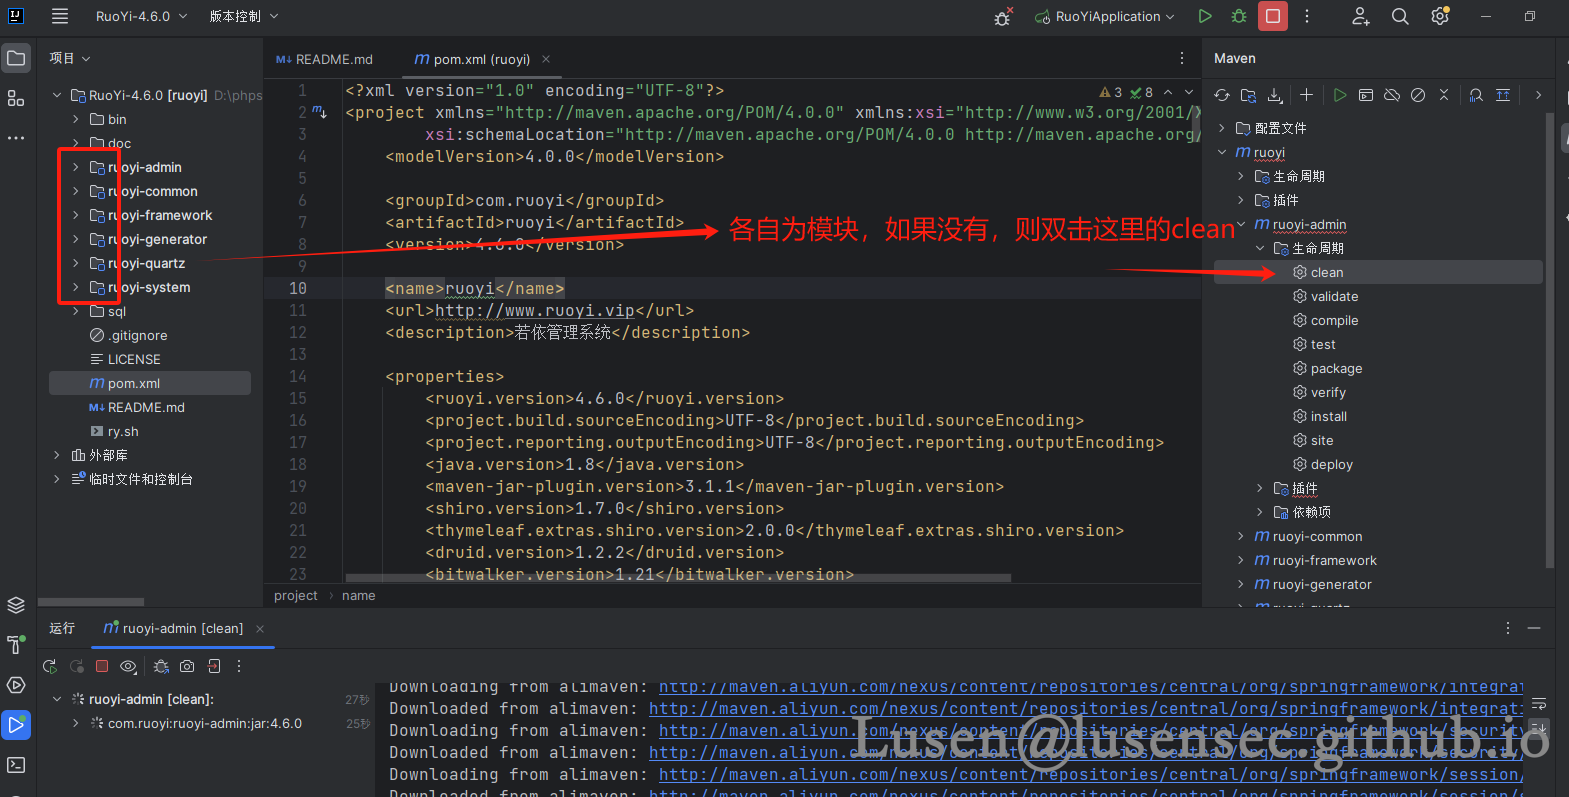 RuoYi-4.6.0
版本控制
RuoYiApplication
项目
README.md
pom.xml (ruoyi)
Maven
RuoYi-4.6.0 [ruoyi] D:\phps
bin
doc
ruoyi-admin
ruoyi-common
ruoyi-framework
ruoyi-generator
ruoyi-quartz
ruoyi-system
sql
.gitignore
LICENSE
pom.xml
README.md
ry.sh
外部库
临时文件和控制台
3 8
1 <?xml version="1.0" encoding="UTF-8"?>
2 <project xmlns="http://maven.apache.org/POM/4.0.0" xmlns:xsi="http://www.w3.org/2001/X
3 xsi:schemaLocation="http://maven.apache.org/POM/4.0.0 http://maven.apache.org/
4 <modelVersion>4.0.0</modelVersion>
5
6 <groupId>com.ruoyi</groupId>
7 <artifactId>ruoyi</artifactId>
8 <version>4.6.0</version>
9
10 <name>ruoyi</name>
11 <url>http://www.ruoyi.vip</url>
12 <description>若依管理系统</description>
13
14 <properties>
15 <ruoyi.version>4.6.0</ruoyi.version>
16 <project.build.sourceEncoding>UTF-8</project.build.sourceEncoding>
17 <project.reporting.outputEncoding>UTF-8</project.reporting.outputEncoding>
18 <java.version>1.8</java.version>
19 <maven-jar-plugin.version>3.1.1</maven-jar-plugin.version>
20 <shiro.version>1.7.0</shiro.version>
21 <thymeleaf.extras.shiro.version>2.0.0</thymeleaf.extras.shiro.version>
22 <druid.version>1.2.2</druid.version>
23 <bitwalker.version>1.21</bitwalker.version>
各自为模块，如果没有，则双击这里的clean
project › name
配置文件
ruoyi
生命周期
插件
ruoyi-admin
生命周期
clean
validate
compile
test
package
verify
install
site
deploy
插件
依赖项
ruoyi-common
ruoyi-framework
ruoyi-generator
ruoyi-quartz
运行
ruoyi-admin [clean]
ruoyi-admin [clean]: 27秒
com.ruoyi:ruoyi-admin:jar:4.6.0 25秒
Downloading from alimaven: http://maven.aliyun.com/nexus/content/repositories/central/org/springframework/integrat
Downloaded from alimaven: http://maven.aliyun.com/nexus/content/repositories/central/org/springframework/integrati
Downloading from alimaven: http://maven.aliyun.com/nexus/content/repositories/central/org/springframework/security
Downloaded from alimaven: http://maven.aliyun.com/nexus/content/repositories/central/org/springframework/security/
Downloading from alimaven: http://maven.aliyun.com/nexus/content/repositories/central/org/springframework/session/
Downloaded from alimaven: http://maven.aliyun.com/nexus/content/repositories/central/org/springframework/session/
Lusen@lusensec.github.io